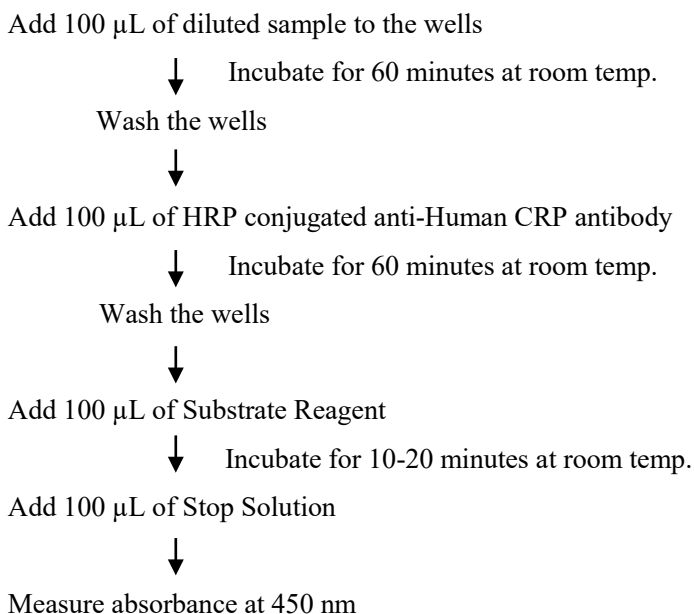 Add 100 µL of diluted sample to the wells
Incubate for 60 minutes at room temp.
Wash the wells
Add 100 µL of HRP conjugated anti-Human CRP antibody
Incubate for 60 minutes at room temp.
Wash the wells
Add 100 µL of Substrate Reagent
Incubate for 10-20 minutes at room temp.
Add 100 µL of Stop Solution
Measure absorbance at 450 nm